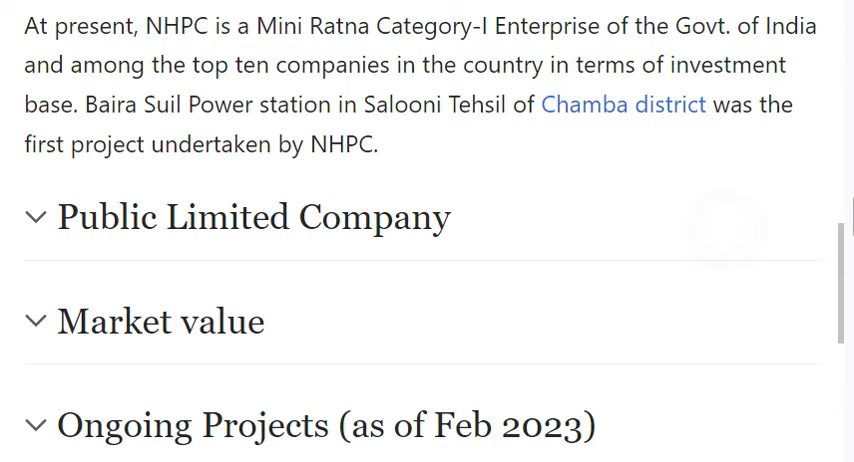 At present, NHPC is a Mini Ratna Category-I Enterprise of the Govt. of India
and among the top ten companies in the country in terms of investment
base. Baira Suil Power station in Salooni Tehsil of Chamba district was the
first project undertaken by NHPC.
Public Limited Company
Market value
Ongoing Projects (as of Feb 2023)